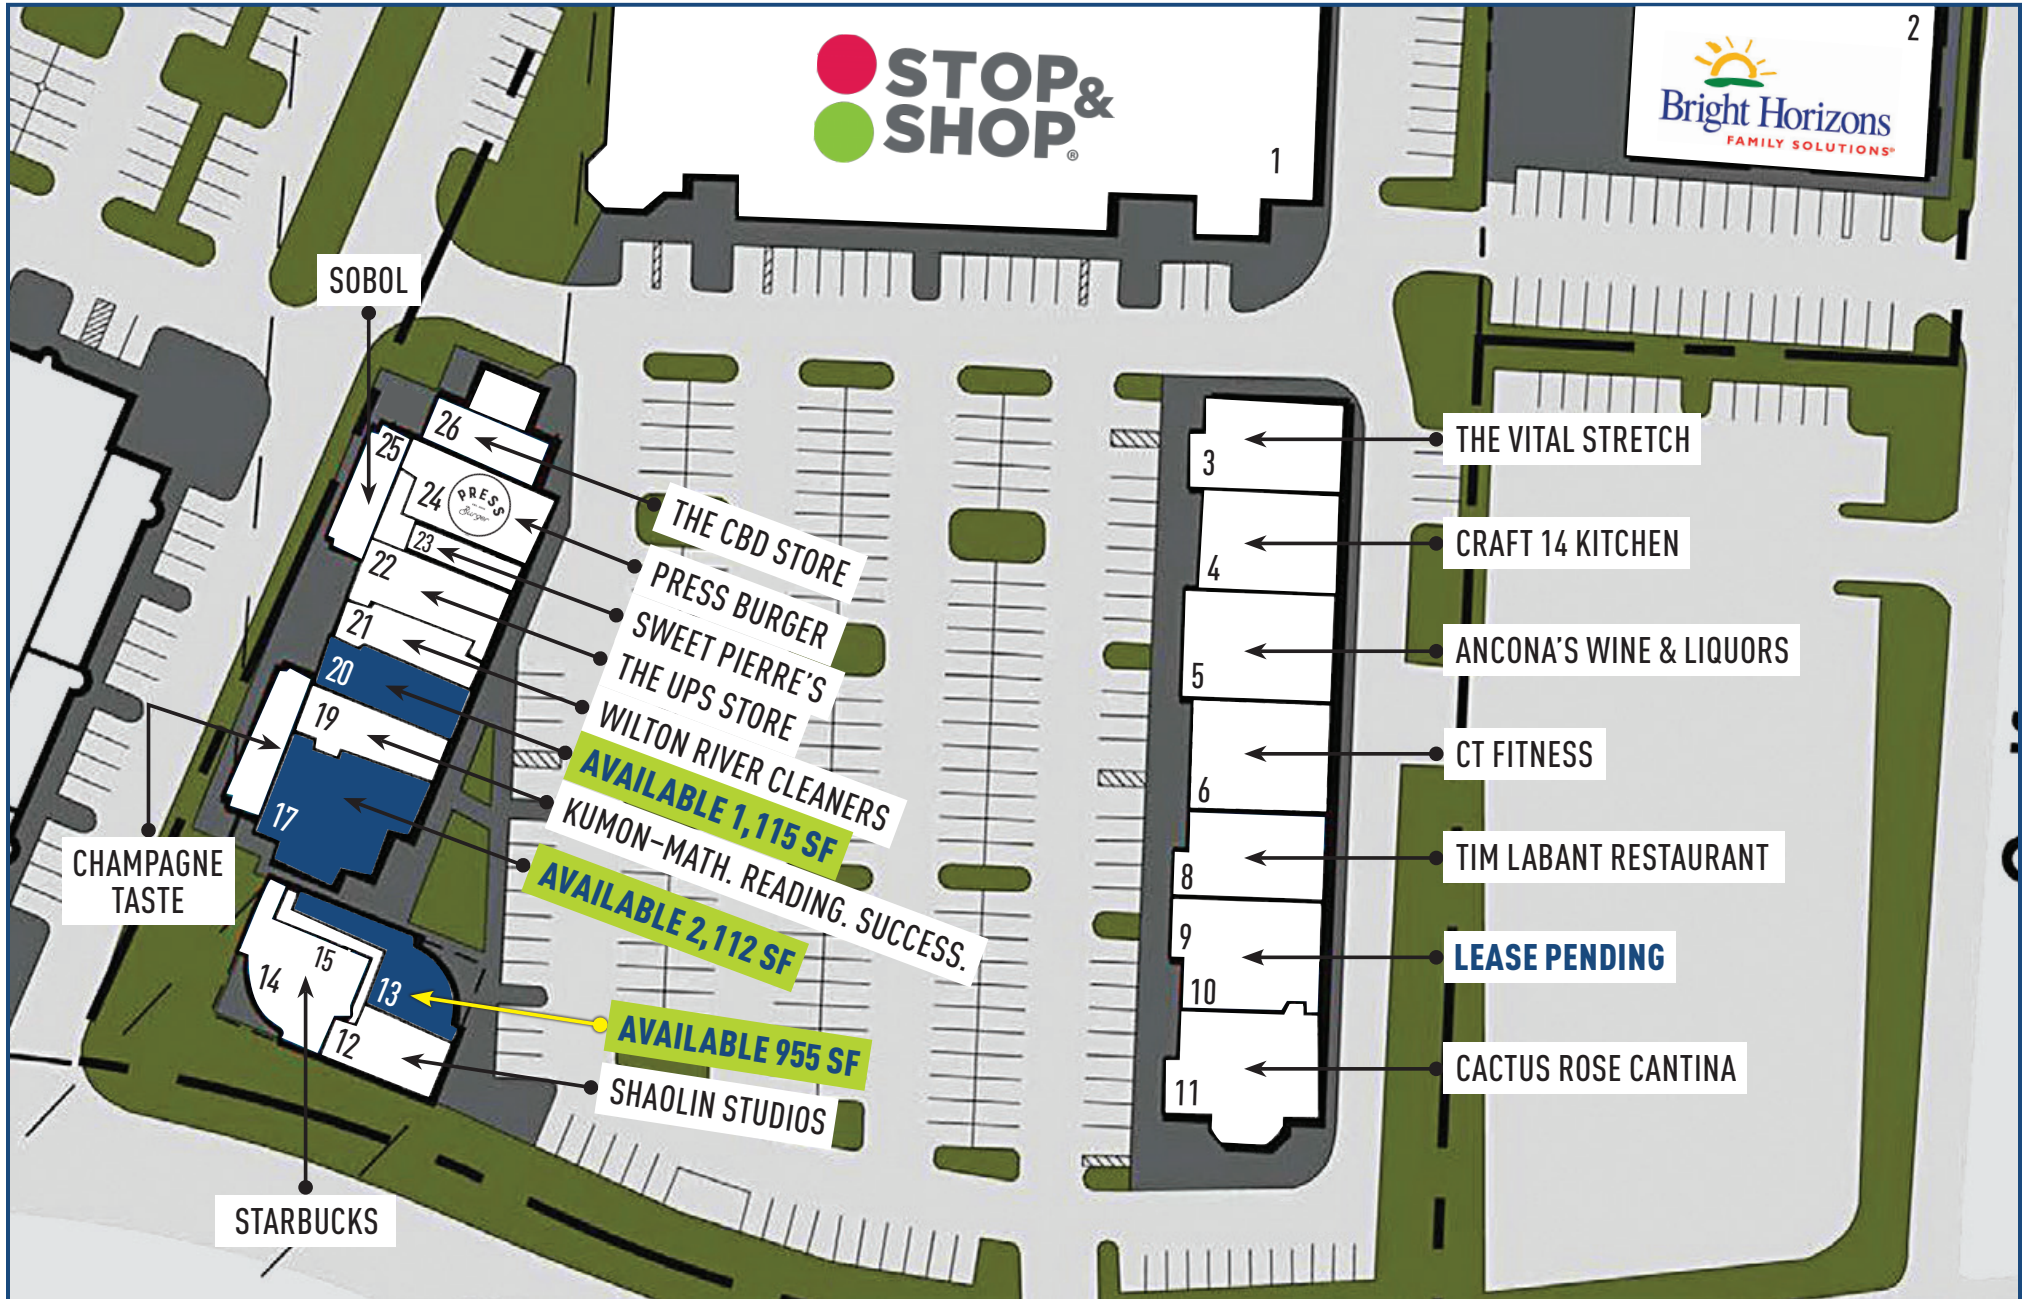 STOP &
SHOP®
1
2
Bright Horizons
FAMILY SOLUTIONS®
SOBOL
26
25
24
PRESS
Burger
23
22
21
20
19
17
15
14
13
12
THE CBD STORE
PRESS BURGER
SWEET PIERRE'S
THE UPS STORE
WILTON RIVER CLEANERS
AVAILABLE 1,115 SF
KUMON–MATH. READING. SUCCESS.
AVAILABLE 2,112 SF
AVAILABLE 955 SF
SHAOLIN STUDIOS
CHAMPAGNE
TASTE
STARBUCKS
3
THE VITAL STRETCH
4
CRAFT 14 KITCHEN
5
ANCONA'S WINE & LIQUORS
6
CT FITNESS
8
TIM LABANT RESTAURANT
9
10
LEASE PENDING
11
CACTUS ROSE CANTINA